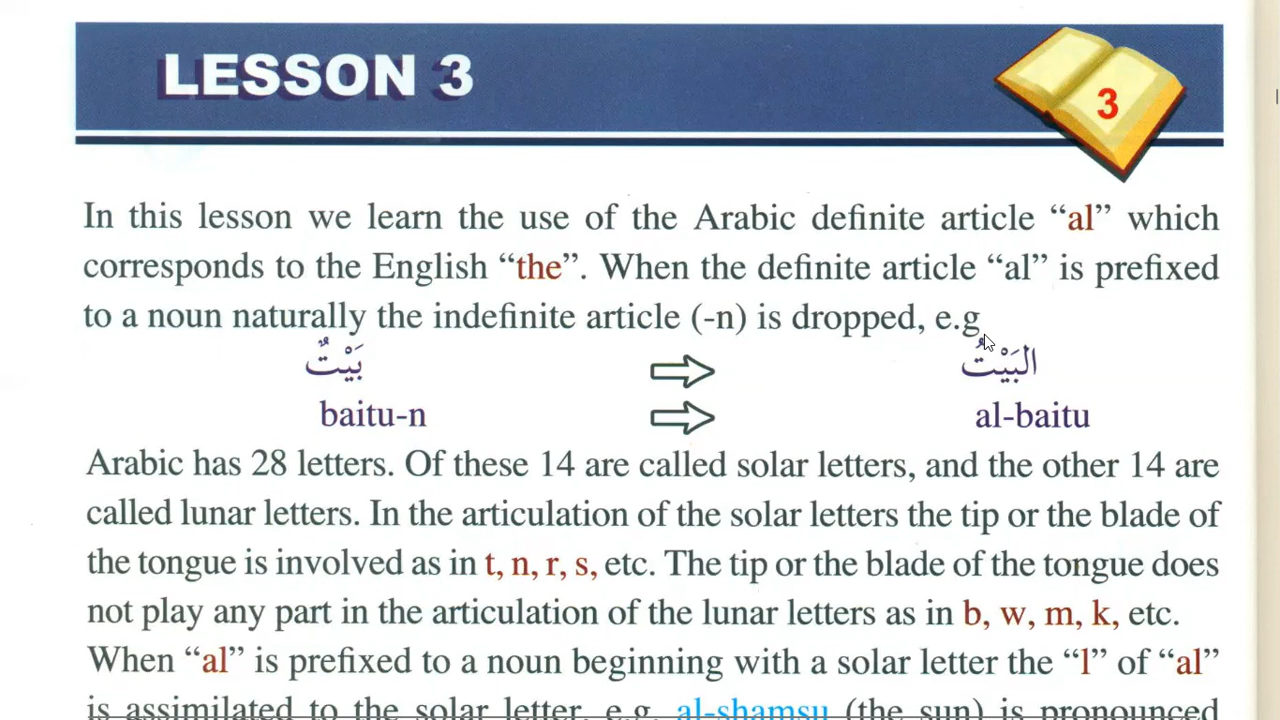 LESSON 3
3
In this lesson we learn the use of the Arabic definite article “al” which
corresponds to the English “the”. When the definite article “al” is prefixed
to a noun naturally the indefinite article (-n) is dropped, e.g
بَيْتٌ ⇨ البَيْتُ
baitu-n ⇨ al-baitu
Arabic has 28 letters. Of these 14 are called solar letters, and the other 14 are
called lunar letters. In the articulation of the solar letters the tip or the blade of
the tongue is involved as in t, n, r, s, etc. The tip or the blade of the tongue does
not play any part in the articulation of the lunar letters as in b, w, m, k, etc.
When “al” is prefixed to a noun beginning with a solar letter the “l” of “al”
is assimilated to the solar letter, e.g. al-shamsu (the sun) is pronounced